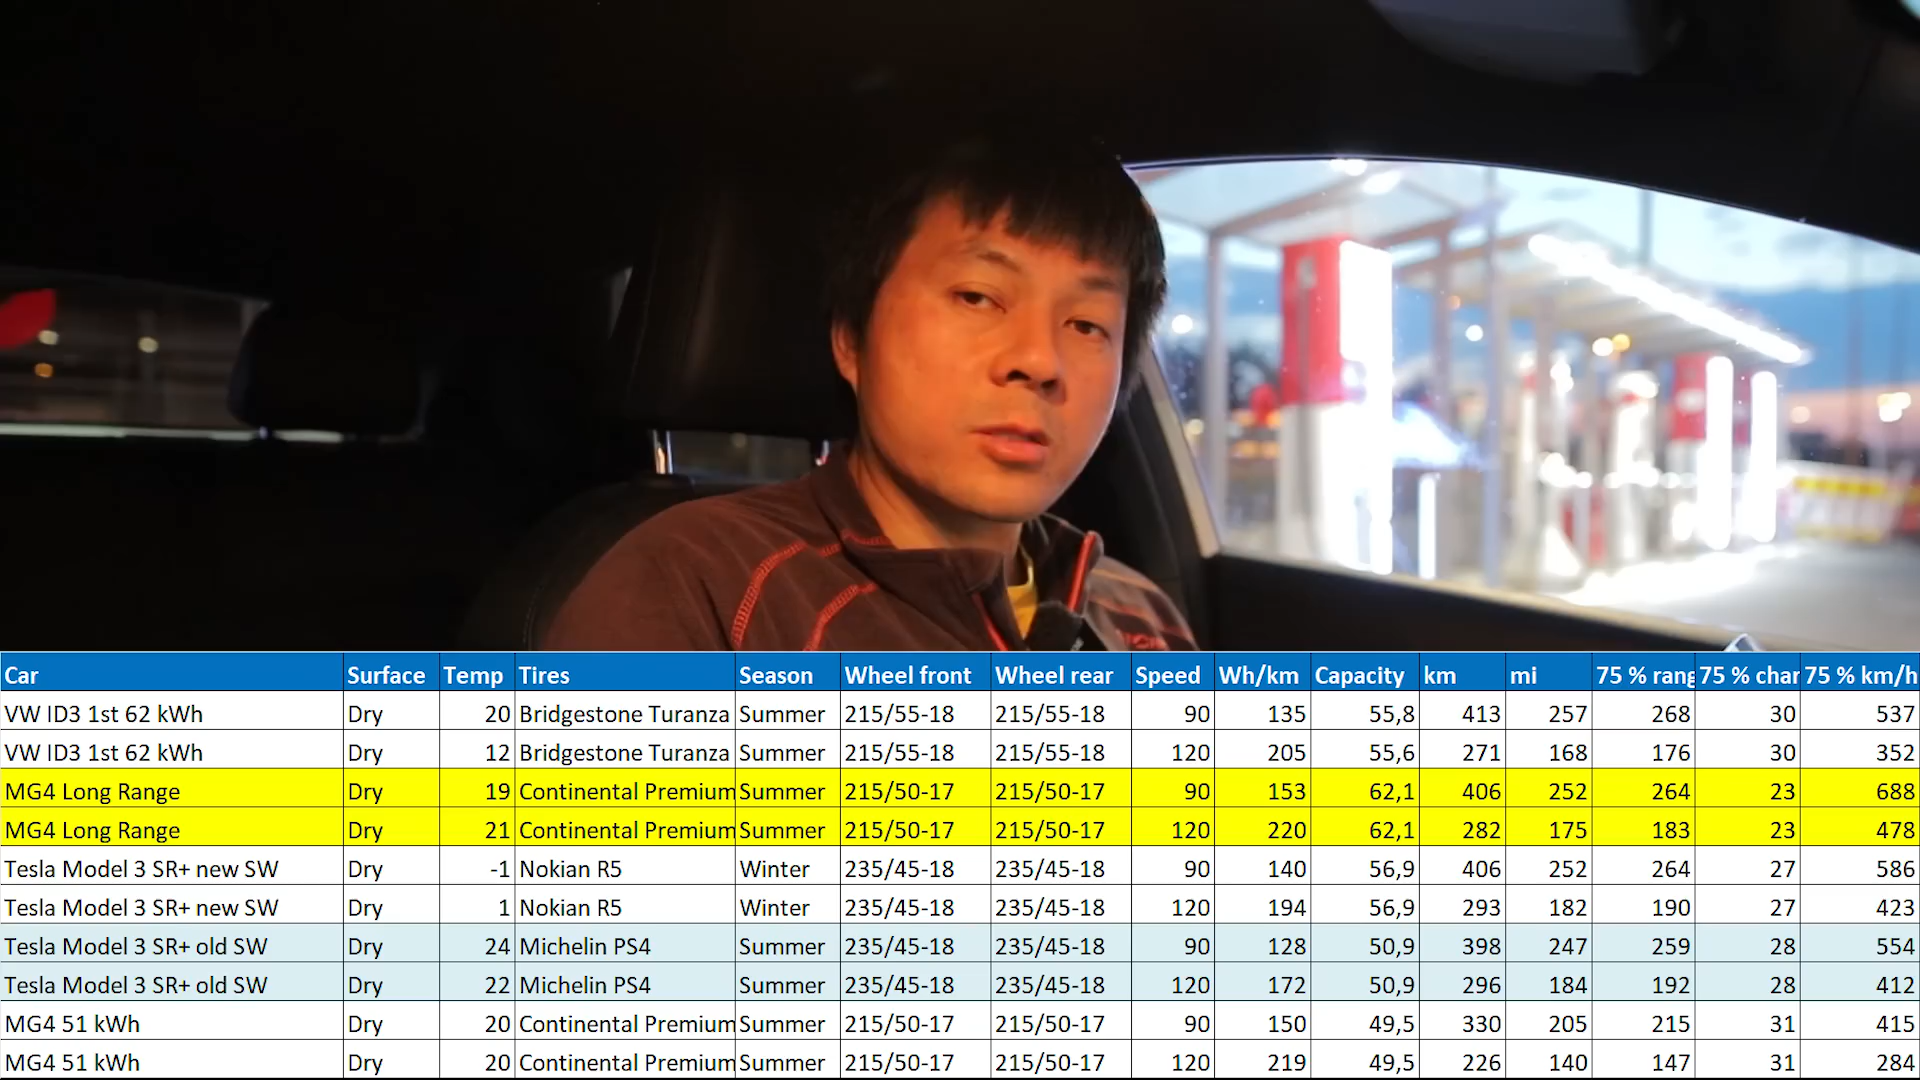 Car Surface Temp Tires Season Wheel front Wheel rear Speed Wh/km Capacity km mi 75 % rang 75 % char 75 % km/h
VW ID3 1st 62 kWh Dry 20 Bridgestone Turanza Summer 215/55-18 215/55-18 90 135 55,8 413 257 268 30 537
VW ID3 1st 62 kWh Dry 12 Bridgestone Turanza Summer 215/55-18 215/55-18 120 205 55,6 271 168 176 30 352
MG4 Long Range Dry 19 Continental Premium Summer 215/50-17 215/50-17 90 153 62,1 406 252 264 23 688
MG4 Long Range Dry 21 Continental Premium Summer 215/50-17 215/50-17 120 220 62,1 282 175 183 23 478
Tesla Model 3 SR+ new SW Dry -1 Nokian R5 Winter 235/45-18 235/45-18 90 140 56,9 406 252 264 27 586
Tesla Model 3 SR+ new SW Dry 1 Nokian R5 Winter 235/45-18 235/45-18 120 194 56,9 293 182 190 27 423
Tesla Model 3 SR+ old SW Dry 24 Michelin PS4 Summer 235/45-18 235/45-18 90 128 50,9 398 247 259 28 554
Tesla Model 3 SR+ old SW Dry 22 Michelin PS4 Summer 235/45-18 235/45-18 120 172 50,9 296 184 192 28 412
MG4 51 kWh Dry 20 Continental Premium Summer 215/50-17 215/50-17 90 150 49,5 330 205 215 31 415
MG4 51 kWh Dry 20 Continental Premium Summer 215/50-17 215/50-17 120 219 49,5 226 140 147 31 284